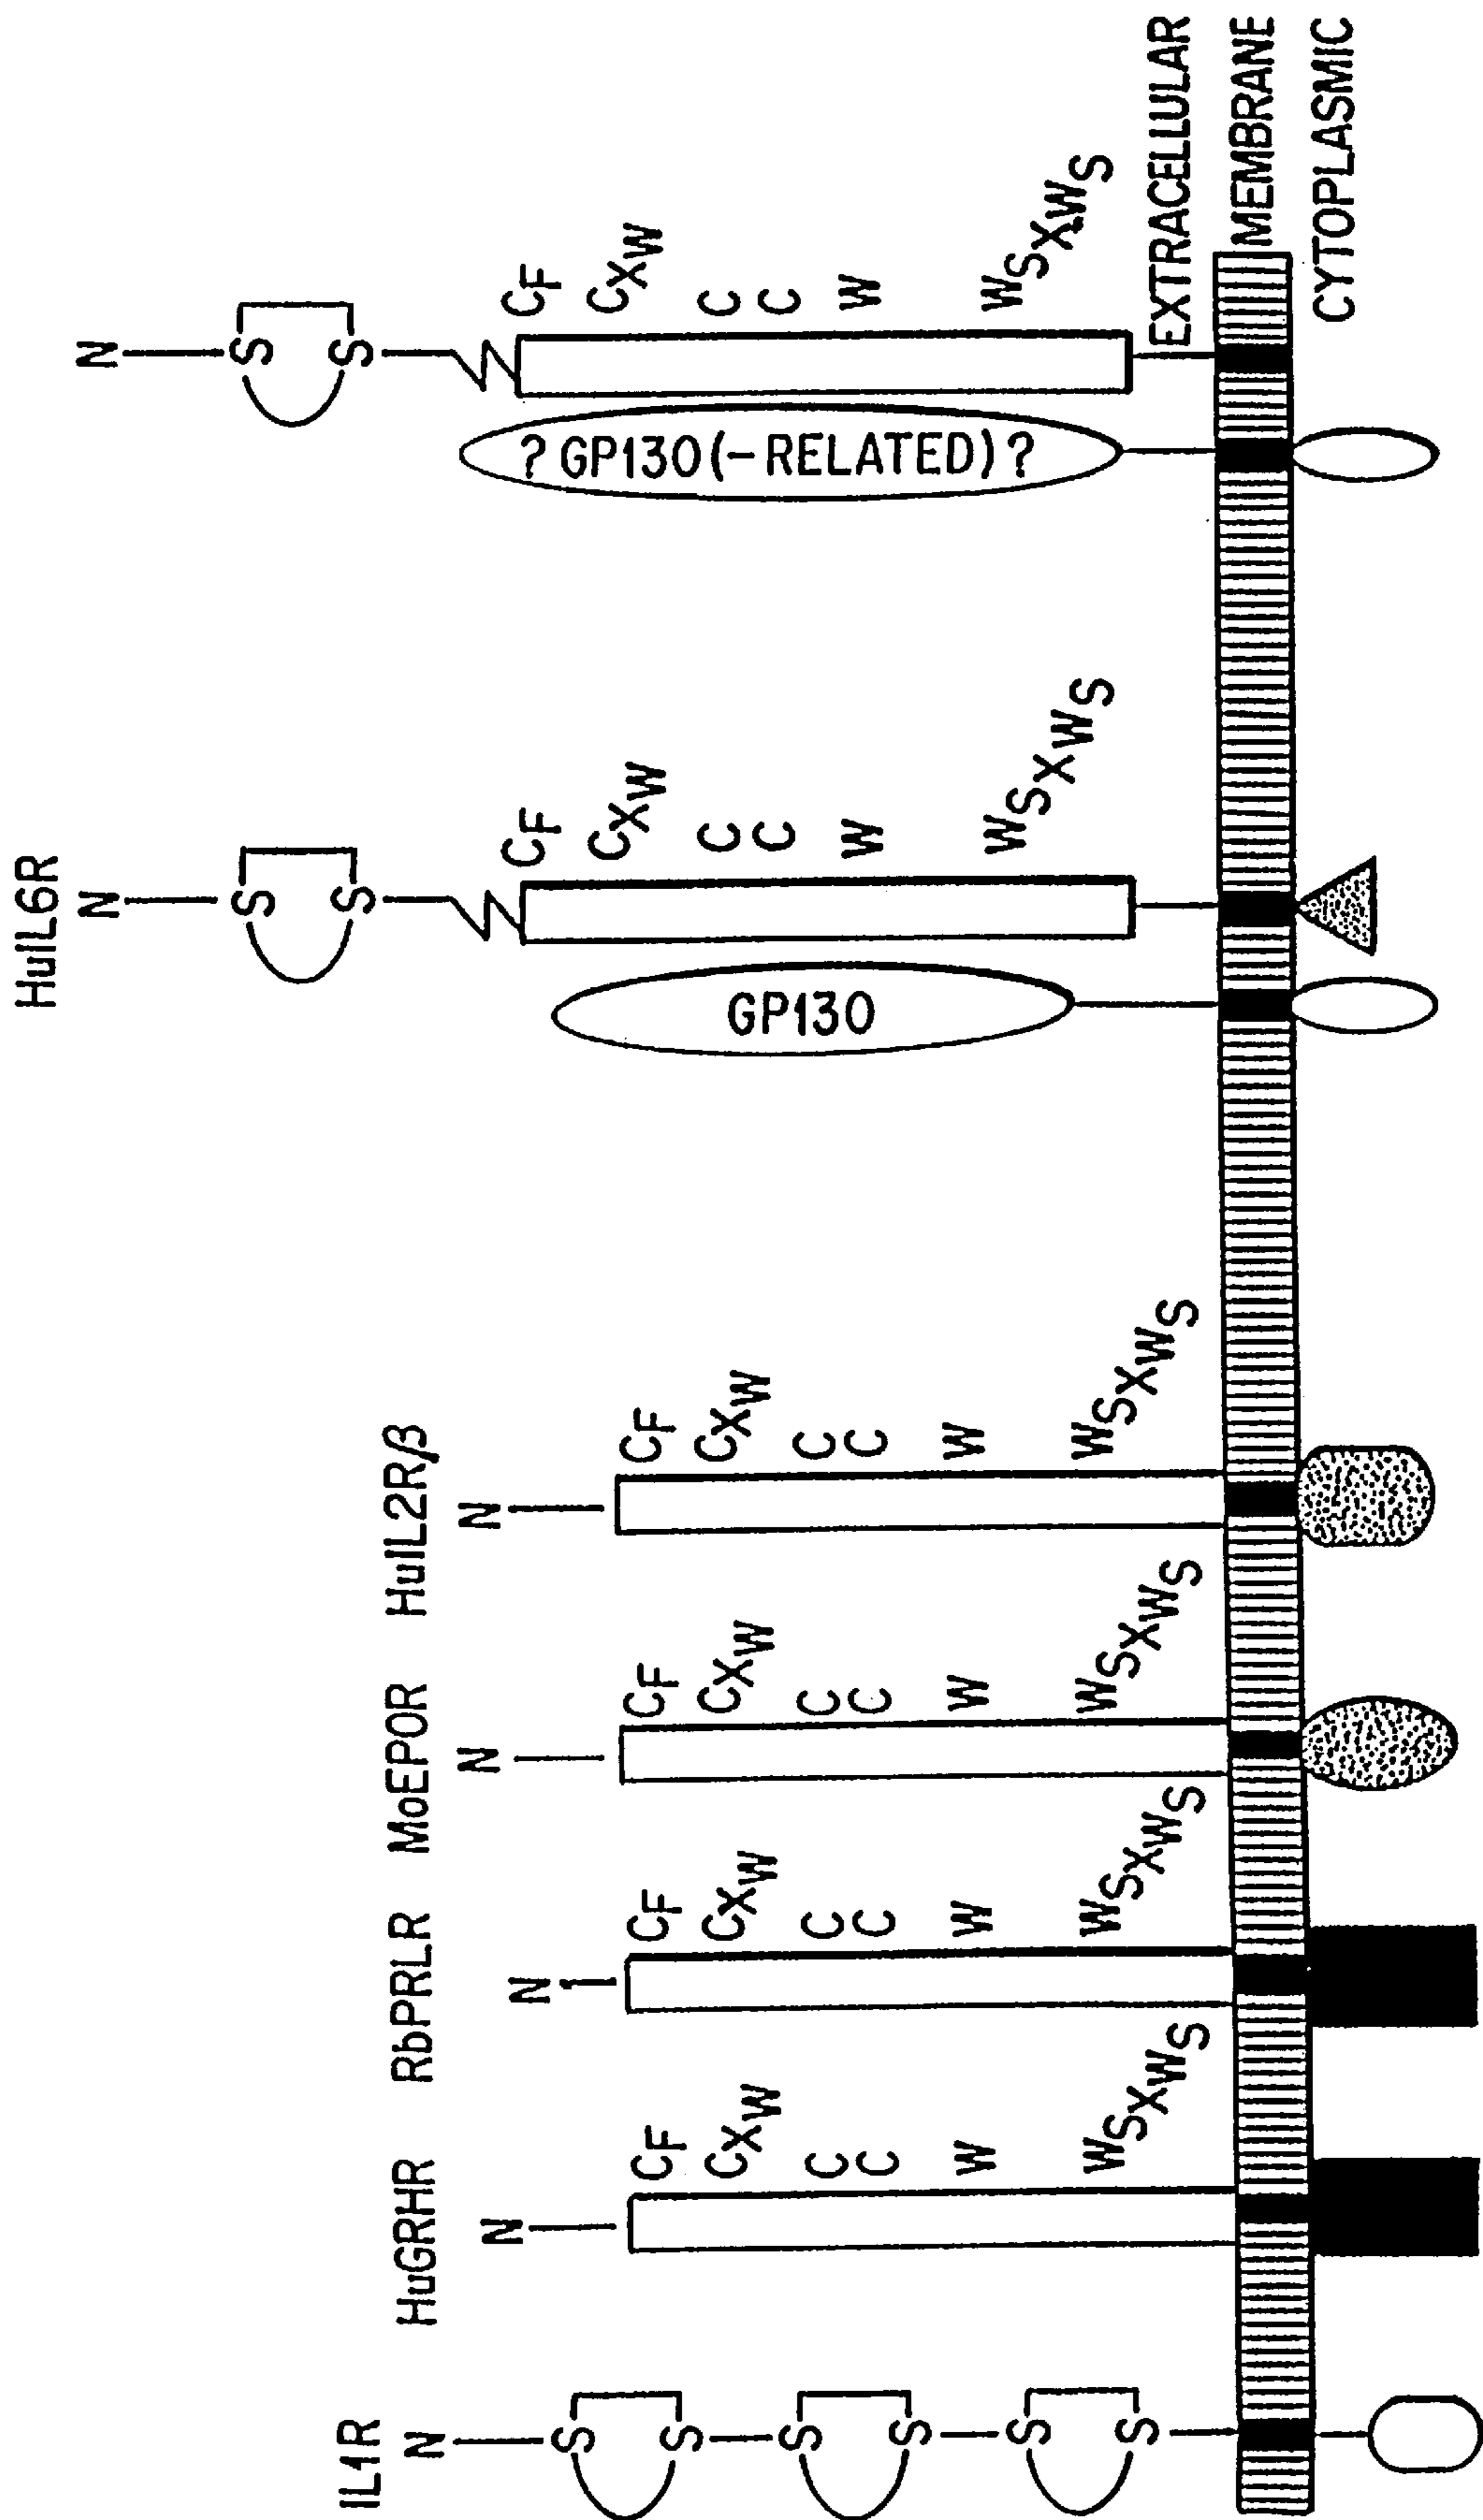 IL1R
N
S
S
S
S
S
S
HuGRHR
N
CF
CXW
C
C
W
WSXWS
RbPRLR
N
CF
CXW
C
C
W
WSXWS
MoEPOR
N
CF
CXW
C
C
W
WSXWS
HuIL2Rβ
N
CF
CXW
C
C
W
WSXWS
HuIL6R
N
S
S
GP130
CF
CXW
C
C
W
WSXWS
N
S
S
?GP130(-RELATED)?
CF
CXW
C
C
W
WSXWS
EXTRACELLULAR
MEMBRANE
CYTOPLASMIC